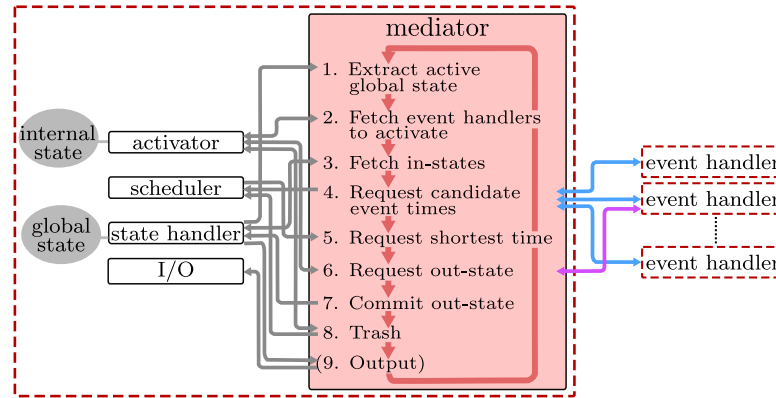 mediator
1. Extract active
global state
2. Fetch event handlers
to activate
3. Fetch in-states
4. Request candidate
event times
5. Request shortest time
6. Request out-state
7. Commit out-state
8. Trash
(9. Output)
internal
state
activator
scheduler
global
state
state handler
I/O
event handler
event handler
event handler